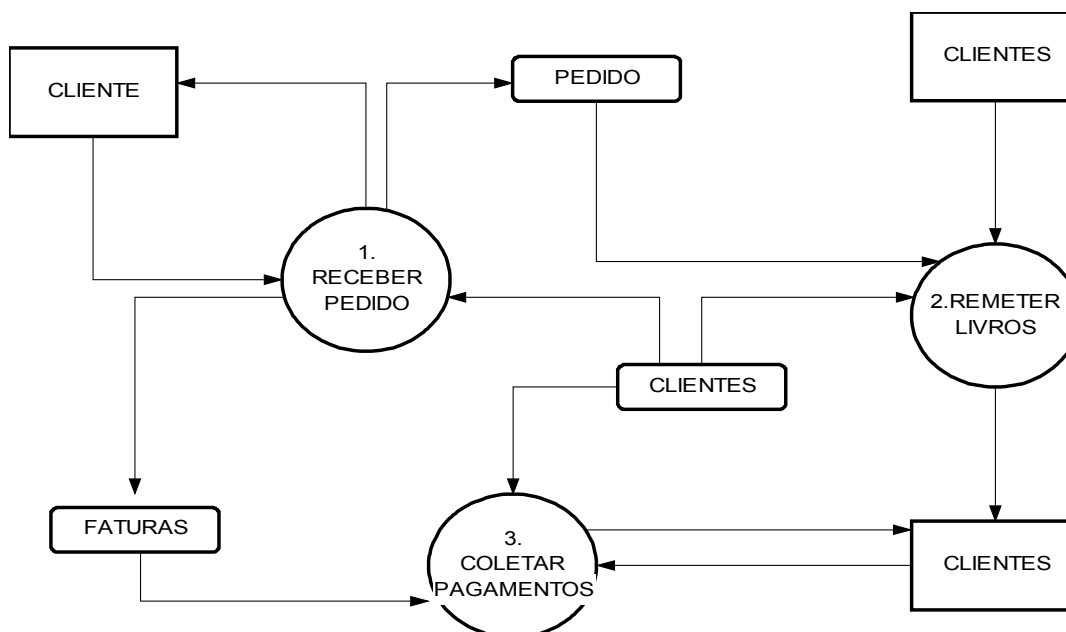 CLIENTE
PEDIDO
CLIENTES
1.
RECEBER
PEDIDO
2.REMETER
LIVROS
CLIENTES
FATURAS
3.
COLETAR
PAGAMENTOS
CLIENTES